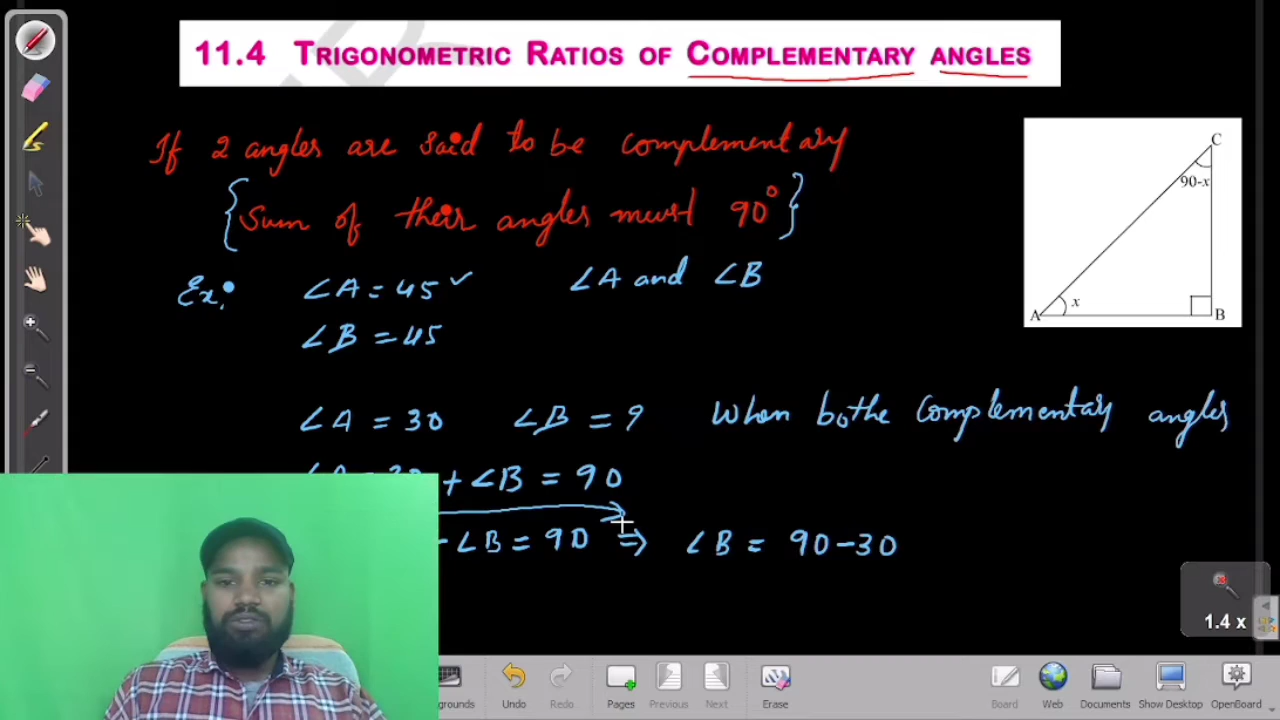 11.4 TRIGONOMETRIC RATIOS OF COMPLEMENTARY ANGLES
If 2 angles are said to be complementary
{Sum of their angles must 90°}
Ex: ∠A = 45 ✓ ∠A and ∠B
∠B = 45
∠A = 30 ∠B = 9 When bothe Complementary angles
+ ∠B = 90
∠B = 90 ⇒ ∠B = 90 - 30
C
90-x
x
A
B
1.4 x
grounds
Undo
Redo
Pages
Previous
Next
Erase
Board
Web
Documents
Show Desktop
OpenBoard